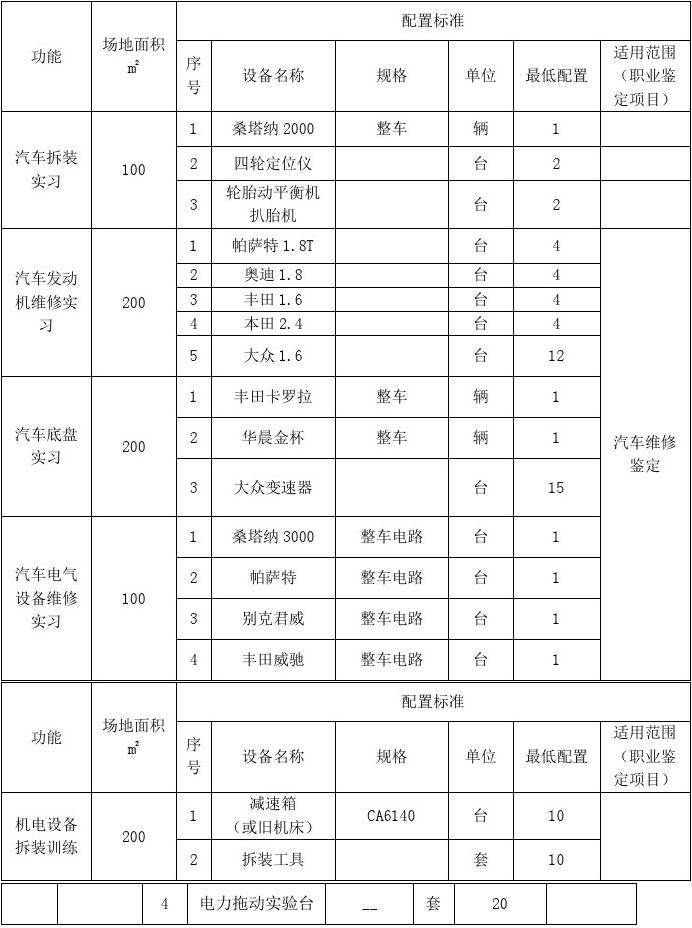 功能 场地面积 ㎡ 配置标准
序号 设备名称 规格 单位 最低配置 适用范围（职业鉴定项目）
汽车拆装实习 100 1 桑塔纳2000 整车 辆 1
2 四轮定位仪 台 2
3 轮胎动平衡机扒胎机 台 2
汽车发动机维修实习 200 1 帕萨特1.8T 台 4 汽车维修鉴定
2 奥迪1.8 台 4
3 丰田1.6 台 4
4 本田2.4 台 4
5 大众1.6 台 12
汽车底盘实习 200 1 丰田卡罗拉 整车 辆 1
2 华晨金杯 整车 辆 1
3 大众变速器 台 15
汽车电气设备维修实习 100 1 桑塔纳3000 整车电路 台 1
2 帕萨特 整车电路 台 1
3 别克君威 整车电路 台 1
4 丰田威驰 整车电路 台 1
功能 场地面积 ㎡ 配置标准
序号 设备名称 规格 单位 最低配置 适用范围（职业鉴定项目）
机电设备拆装训练 200 1 减速箱（或旧机床） CA6140 台 10
2 拆装工具 套 10
4 电力拖动实验台 __ 套 20